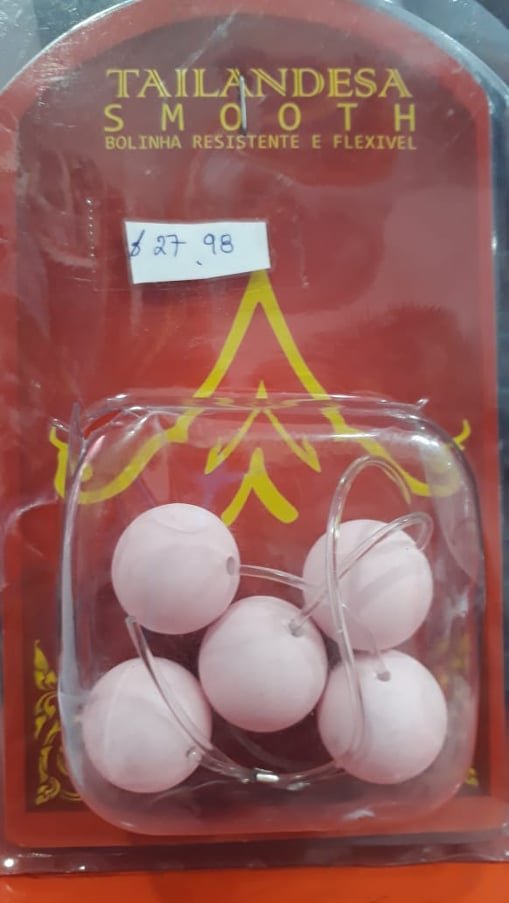 TAILANDESA
SMOOTH
BOLINHA RESISTENTE E FLEXIVEL
$ 27.98